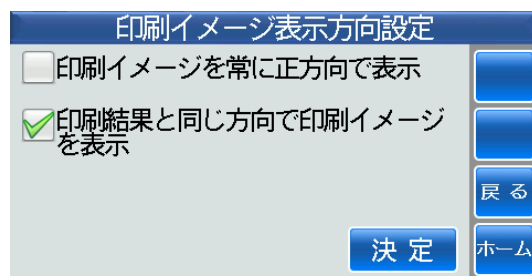 印刷イメージ表示方向設定
印刷イメージを常に正方向で表示
印刷結果と同じ方向で印刷イメージ
を表示
戻る
決定
ホーム